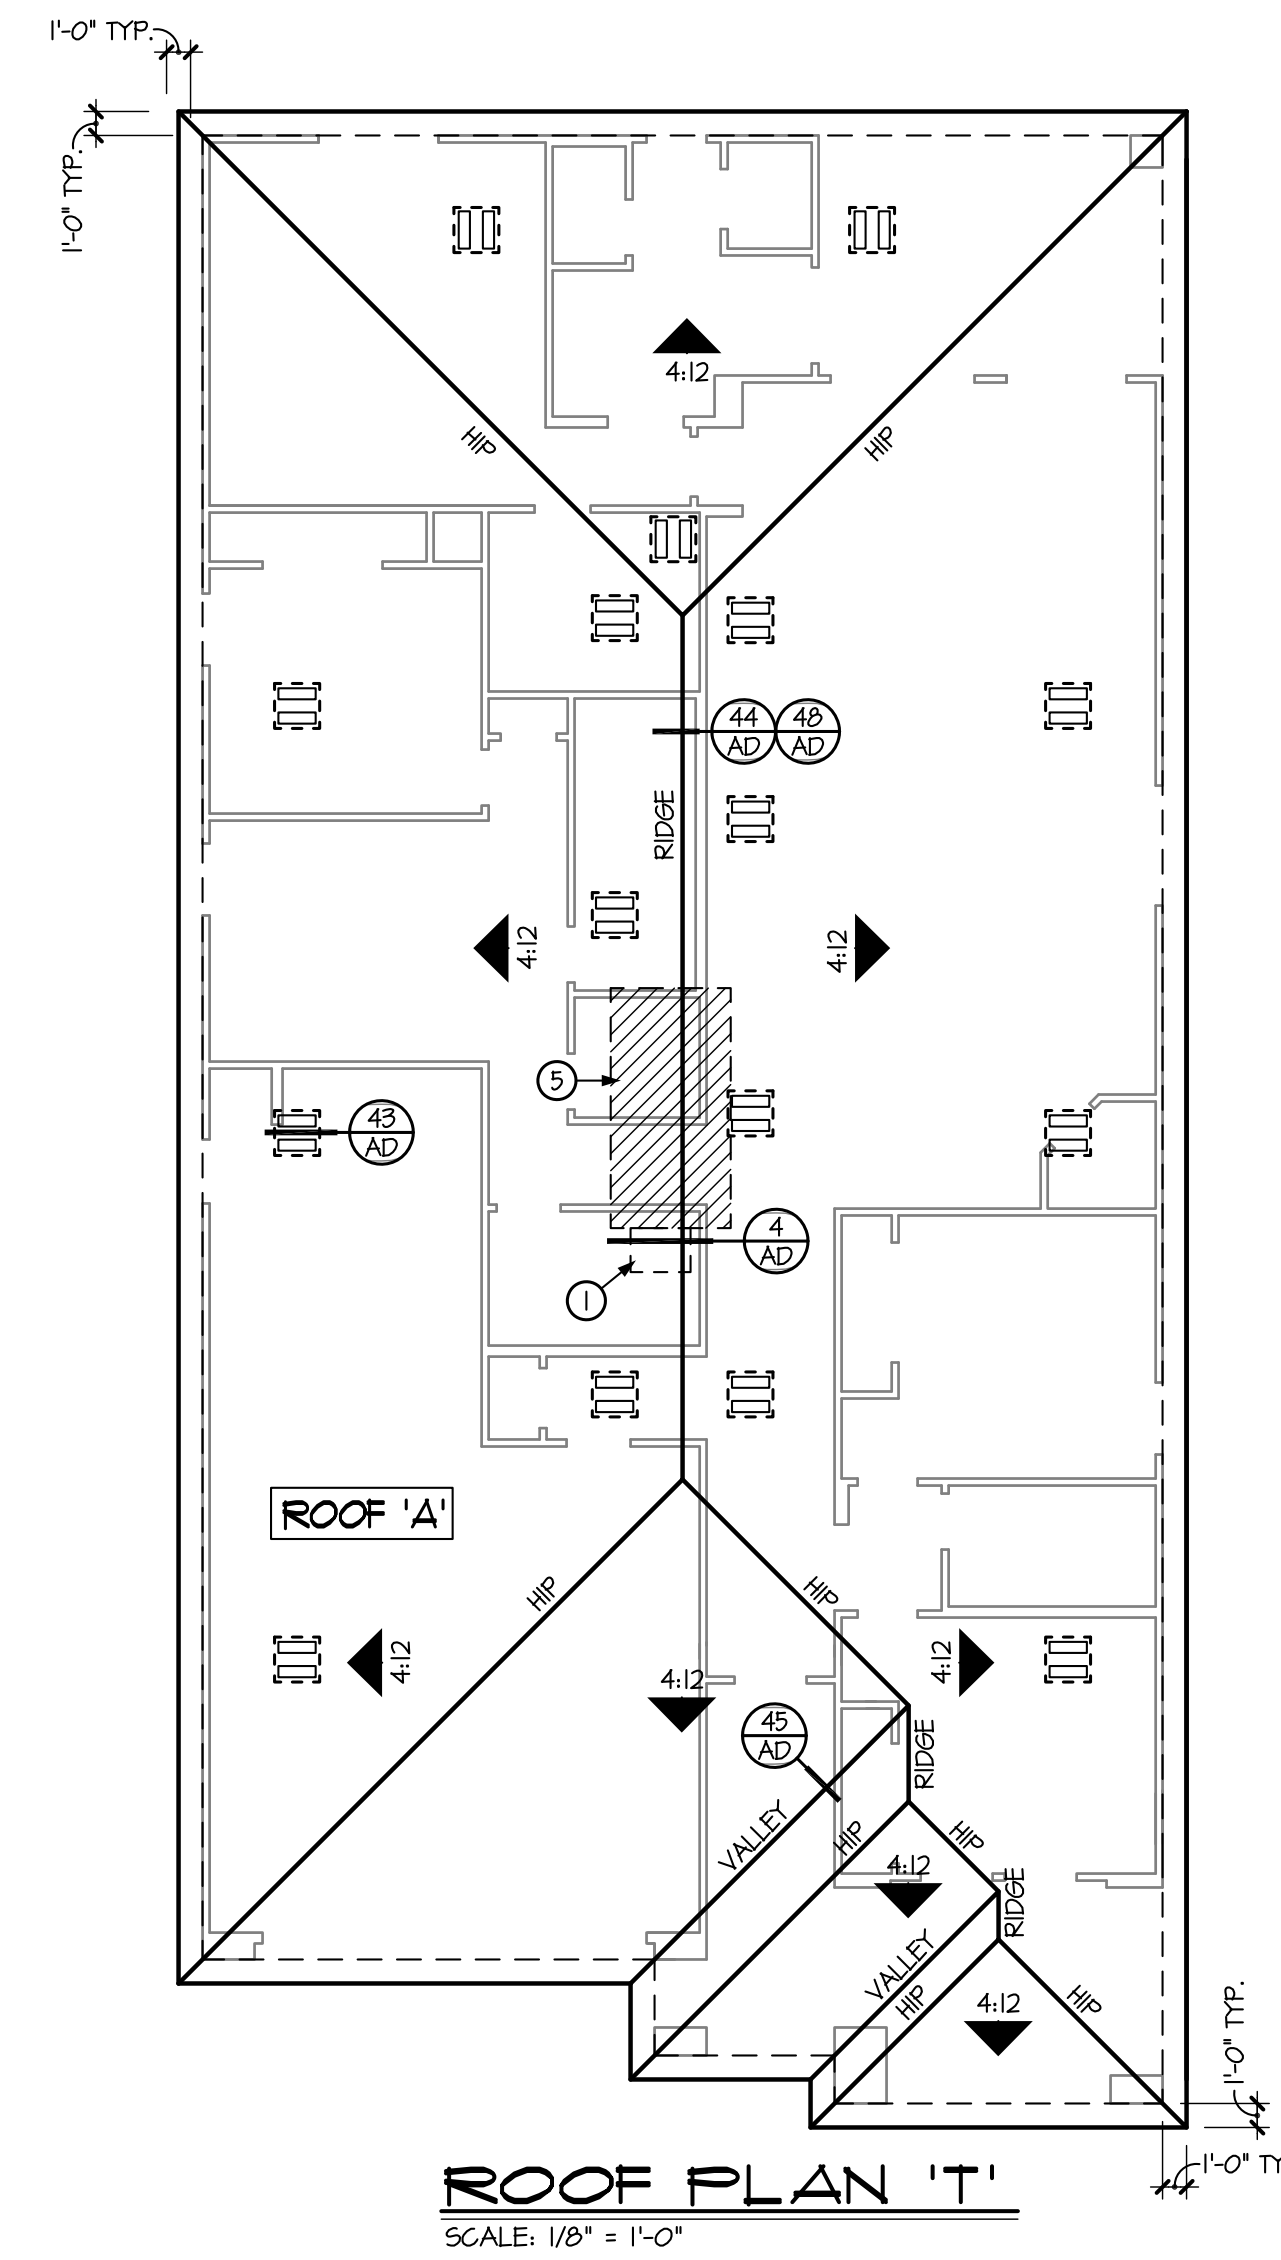 1'-0" TYP.
1'-0" TYP.
4:12
HIP
HIP
44
AD
48
AD
RIDGE
4:12
4:12
5
43
AD
4
AD
1
ROOF 'A'
HIP
HIP
4:12
4:12
4:12
45
AD
RIDGE
VALLEY
HIP
HIP
4:12
RIDGE
VALLEY
HIP
4:12
HIP
1'-0" TYP.
1'-0" TY
ROOF PLAN 'T'
SCALE: 1/8" = 1'-0"